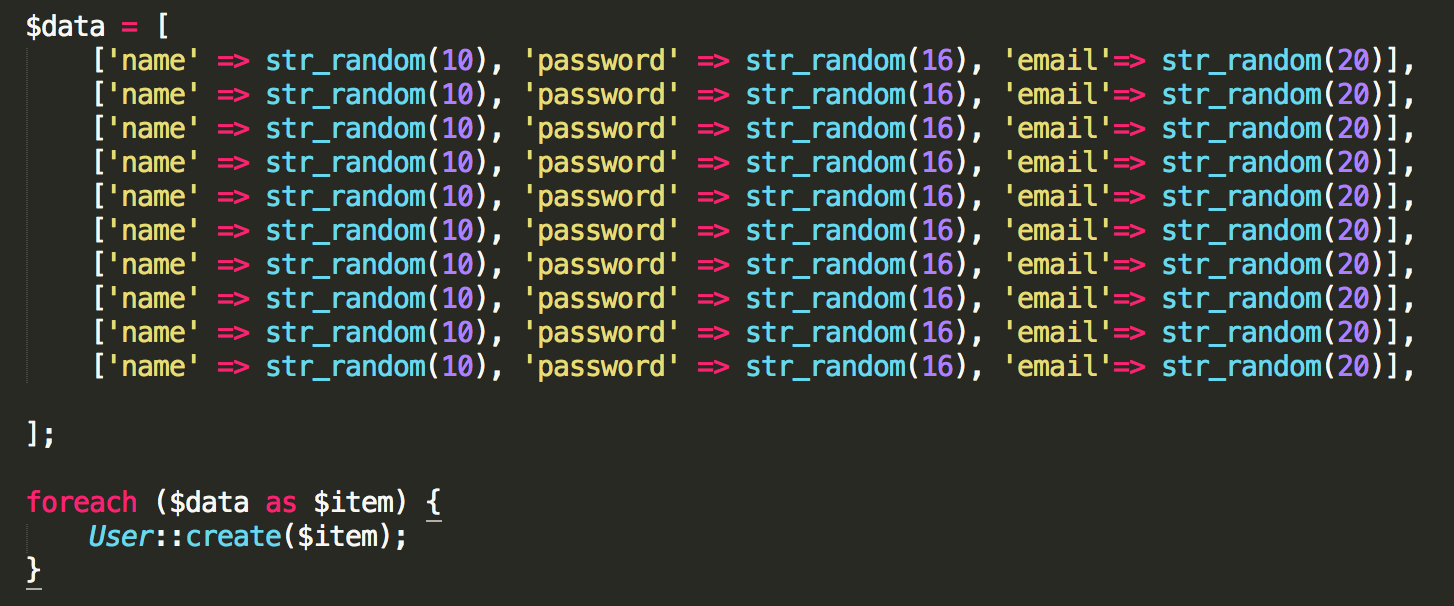 $data = [
    ['name' => str_random(10), 'password' => str_random(16), 'email'=> str_random(20)],
    ['name' => str_random(10), 'password' => str_random(16), 'email'=> str_random(20)],
    ['name' => str_random(10), 'password' => str_random(16), 'email'=> str_random(20)],
    ['name' => str_random(10), 'password' => str_random(16), 'email'=> str_random(20)],
    ['name' => str_random(10), 'password' => str_random(16), 'email'=> str_random(20)],
    ['name' => str_random(10), 'password' => str_random(16), 'email'=> str_random(20)],
    ['name' => str_random(10), 'password' => str_random(16), 'email'=> str_random(20)],
    ['name' => str_random(10), 'password' => str_random(16), 'email'=> str_random(20)],
    ['name' => str_random(10), 'password' => str_random(16), 'email'=> str_random(20)],
    ['name' => str_random(10), 'password' => str_random(16), 'email'=> str_random(20)],
];
foreach ($data as $item) {
    User::create($item);
}